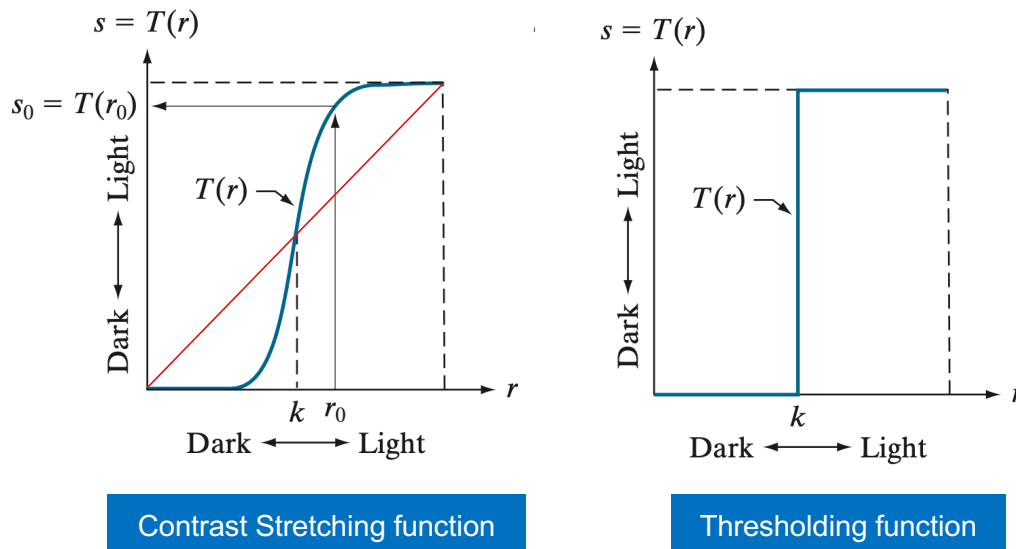 s = T(r)
s₀ = T(r₀)
Light
Dark
T(r)
k
r₀
r
Dark
Light
Contrast Stretching function
s = T(r)
Light
Dark
T(r)
k
r
Dark
Light
Thresholding function